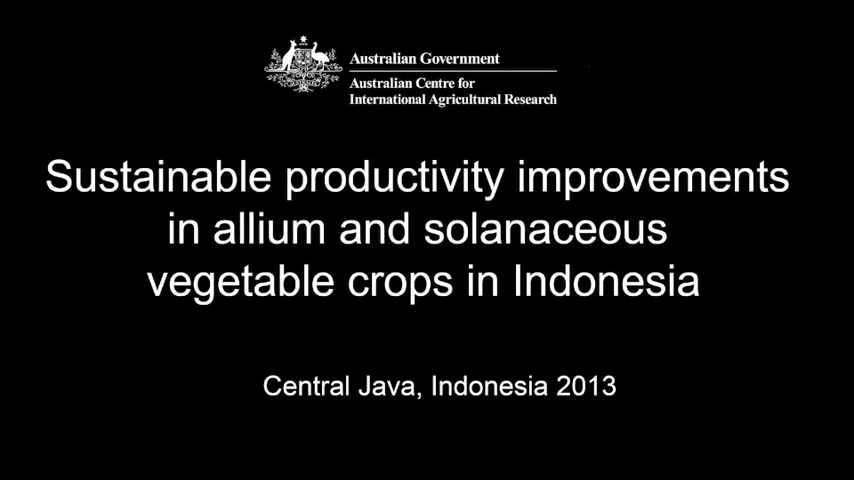 Australian Government
Australian Centre for
International Agricultural Research
Sustainable productivity improvements
in allium and solanaceous
vegetable crops in Indonesia
Central Java, Indonesia 2013